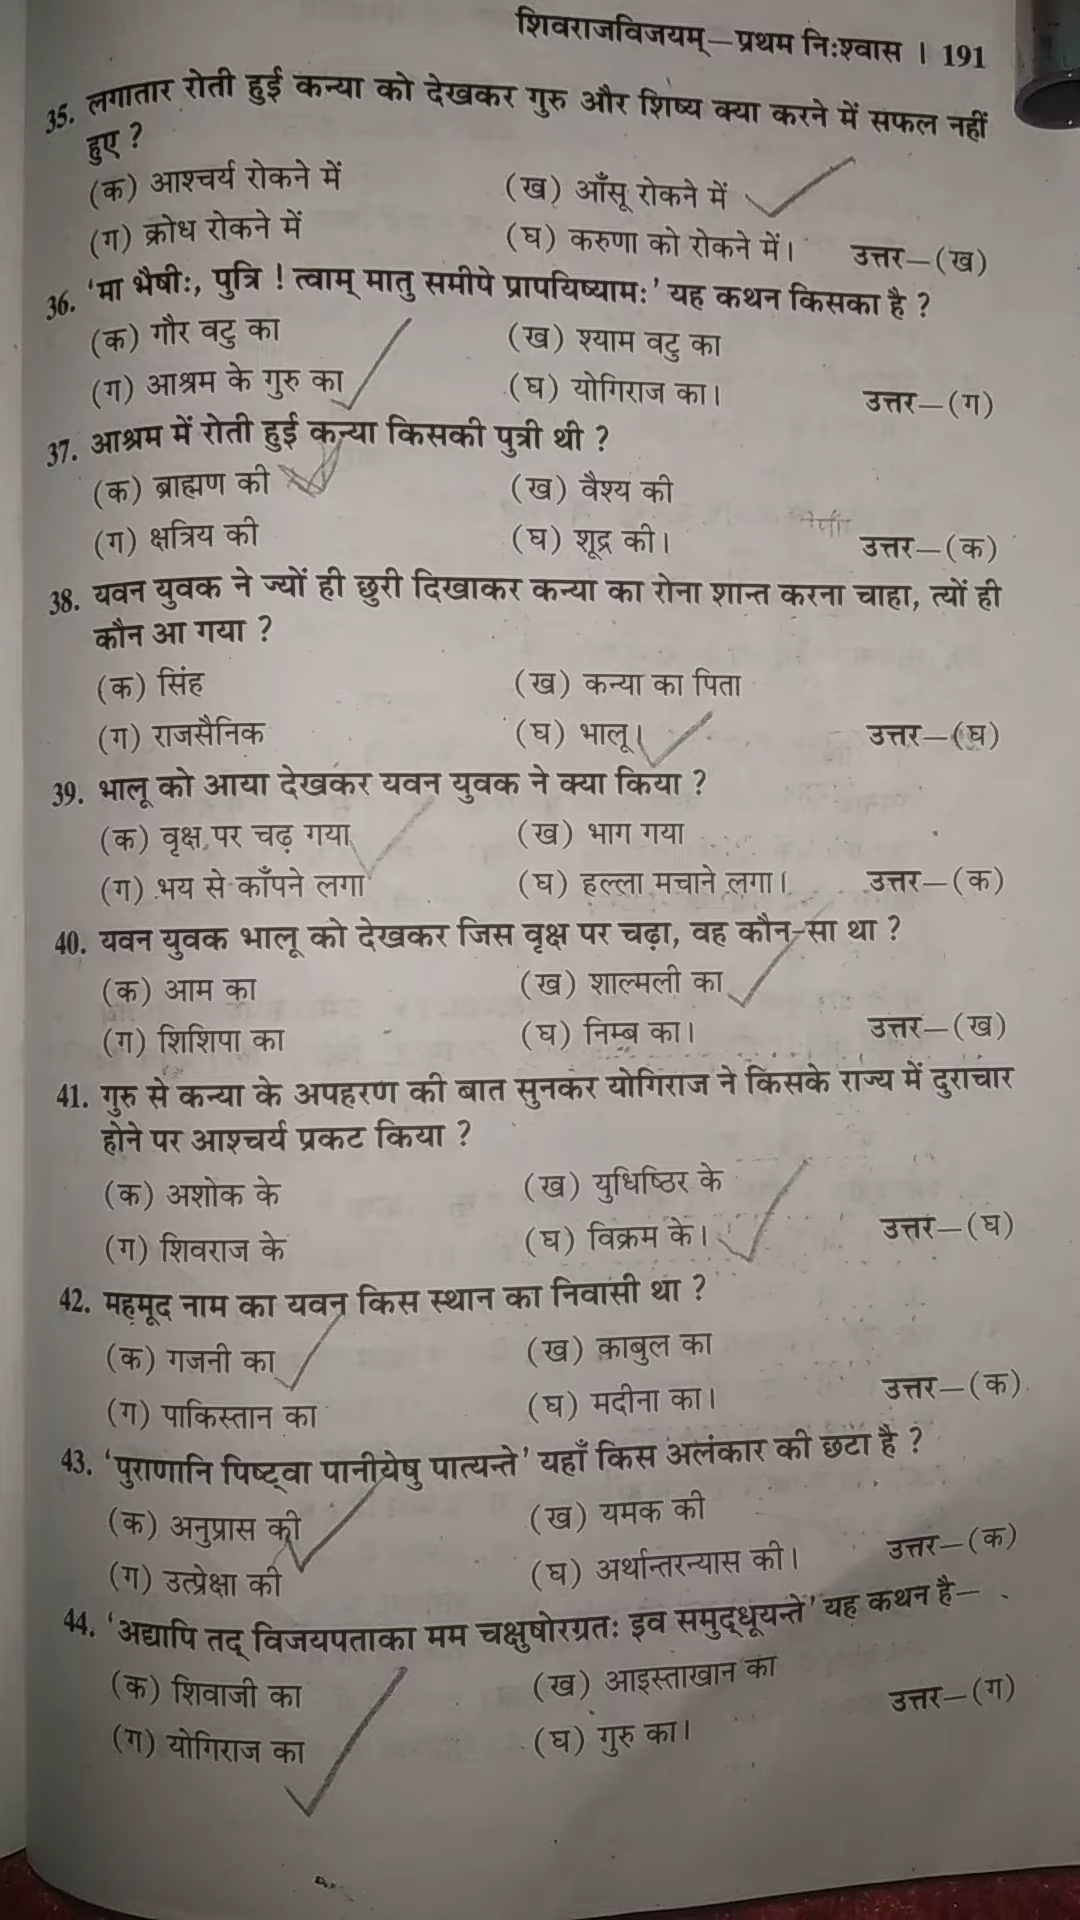 शिवराजविजयम्—प्रथम निःश्वास । 191
35. लगातार रोती हुई कन्या को देखकर गुरु और शिष्य क्या करने में सफल नहीं
हुए ?
(क) आश्चर्य रोकने में (ख) आँसू रोकने में
(ग) क्रोध रोकने में (घ) करुणा को रोकने में। उत्तर—(ख)
36. 'मा भैषीः, पुत्रि ! त्वाम् मातु समीपे प्रापयिष्यामः' यह कथन किसका है ?
(क) गौर वटु का (ख) श्याम वटु का
(ग) आश्रम के गुरु का (घ) योगिराज का। उत्तर—(ग)
37. आश्रम में रोती हुई कन्या किसकी पुत्री थी ?
(क) ब्राह्मण की (ख) वैश्य की
(ग) क्षत्रिय की (घ) शूद्र की। उत्तर—(क)
38. यवन युवक ने ज्यों ही छुरी दिखाकर कन्या का रोना शान्त करना चाहा, त्यों ही
कौन आ गया ?
(क) सिंह (ख) कन्या का पिता
(ग) राजसैनिक (घ) भालू। उत्तर—(घ)
39. भालू को आया देखकर यवन युवक ने क्या किया ?
(क) वृक्ष पर चढ़ गया (ख) भाग गया
(ग) भय से काँपने लगा (घ) हल्ला मचाने लगा। उत्तर—(क)
40. यवन युवक भालू को देखकर जिस वृक्ष पर चढ़ा, वह कौन-सा था ?
(क) आम का (ख) शाल्मली का
(ग) शिशिपा का (घ) निम्ब का। उत्तर—(ख)
41. गुरु से कन्या के अपहरण की बात सुनकर योगिराज ने किसके राज्य में दुराचार
होने पर आश्चर्य प्रकट किया ?
(क) अशोक के (ख) युधिष्ठिर के
(ग) शिवराज के (घ) विक्रम के। उत्तर—(घ)
42. महमूद नाम का यवन किस स्थान का निवासी था ?
(क) गजनी का (ख) काबुल का
(ग) पाकिस्तान का (घ) मदीना का। उत्तर—(क)
43. 'पुराणानि पिष्ट्वा पानीयेषु पात्यन्ते' यहाँ किस अलंकार की छटा है ?
(क) अनुप्रास की (ख) यमक की
(ग) उत्प्रेक्षा की (घ) अर्थान्तरन्यास की। उत्तर—(क)
44. 'अद्यापि तद् विजयपताका मम चक्षुषोरग्रतः इव समुद्धूयन्ते' यह कथन है—
(क) शिवाजी का (ख) आइस्ताखान का
(ग) योगिराज का (घ) गुरु का। उत्तर—(ग)